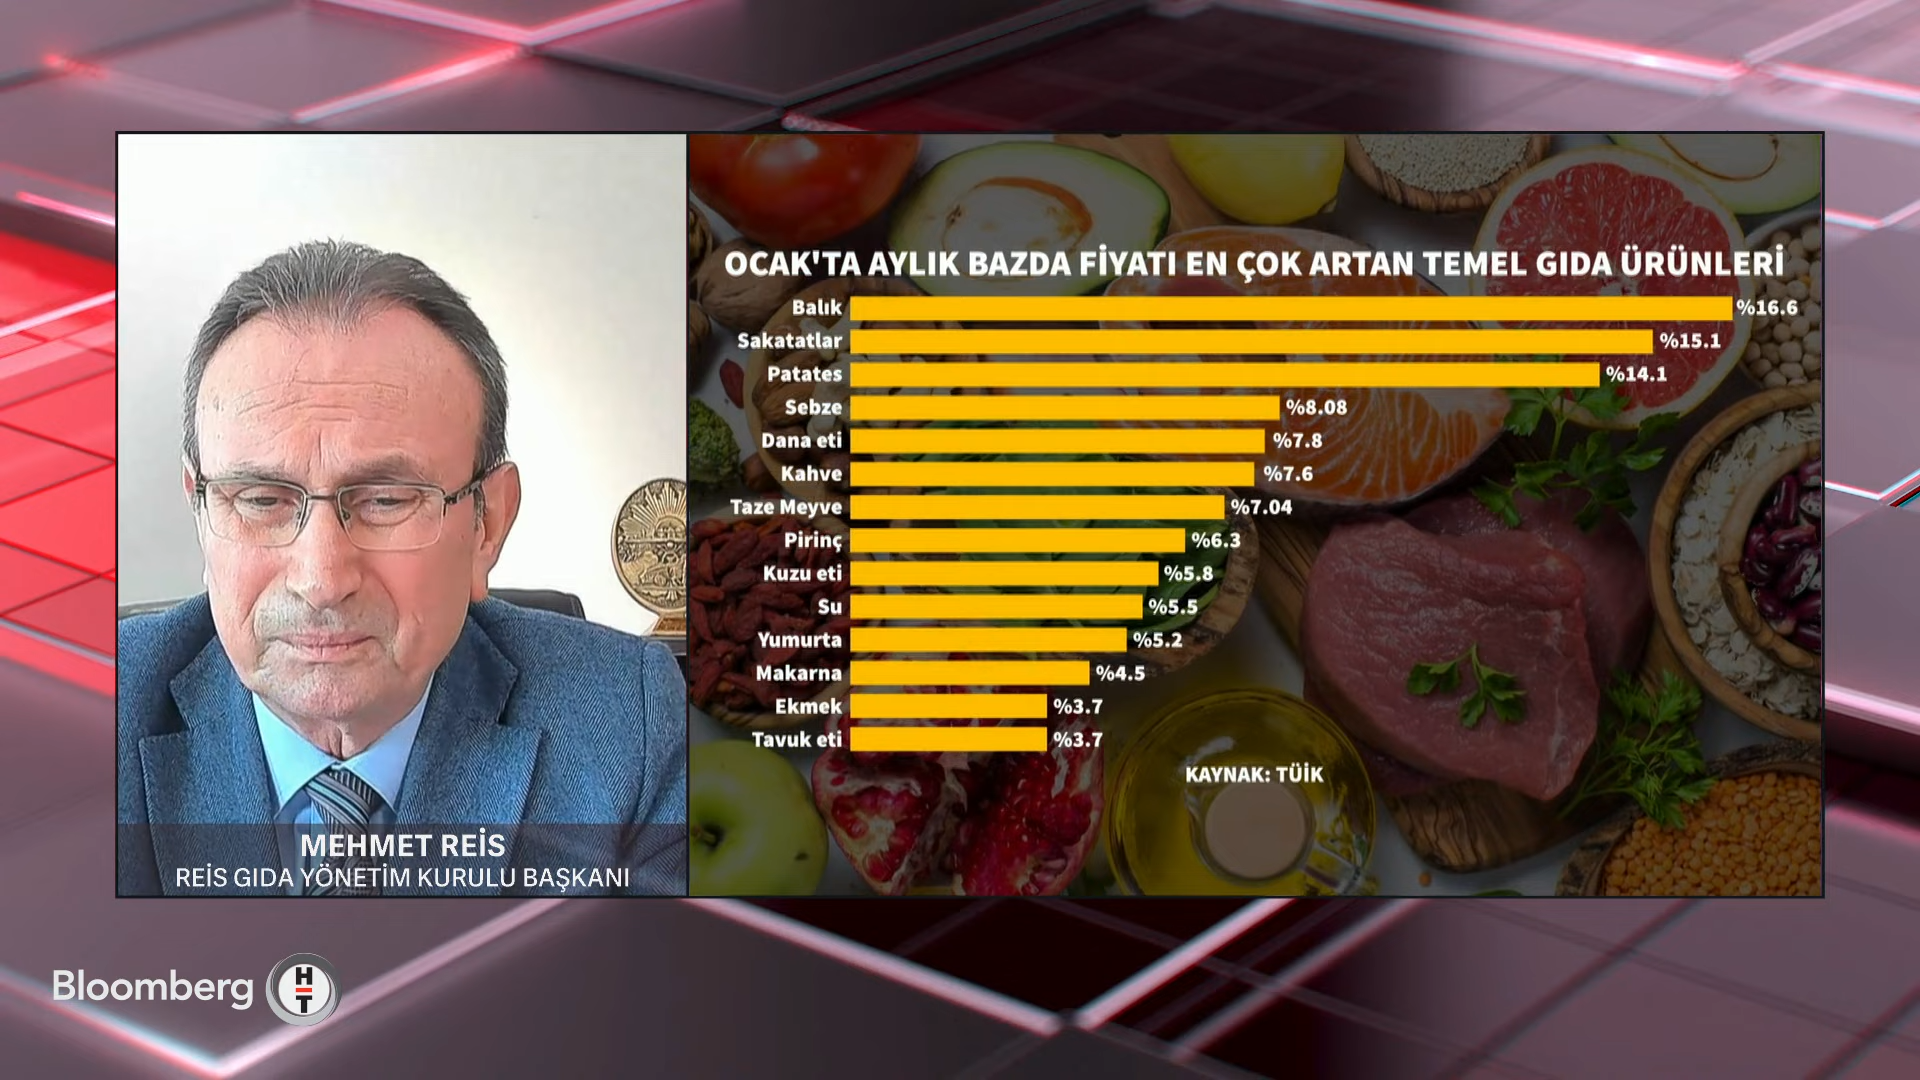 OCAK'TA AYLIK BAZDA FİYATI EN ÇOK ARTAN TEMEL GIDA ÜRÜNLERİ
Balık %16.6
Sakatatlar %15.1
Patates %14.1
Sebze %8.08
Dana eti %7.8
Kahve %7.6
Taze Meyve %7.04
Pirinç %6.3
Kuzu eti %5.8
Su %5.5
Yumurta %5.2
Makarna %4.5
Ekmek %3.7
Tavuk eti %3.7
KAYNAK: TÜİK
MEHMET REİS
REİS GIDA YÖNETİM KURULU BAŞKANI
Bloomberg HT